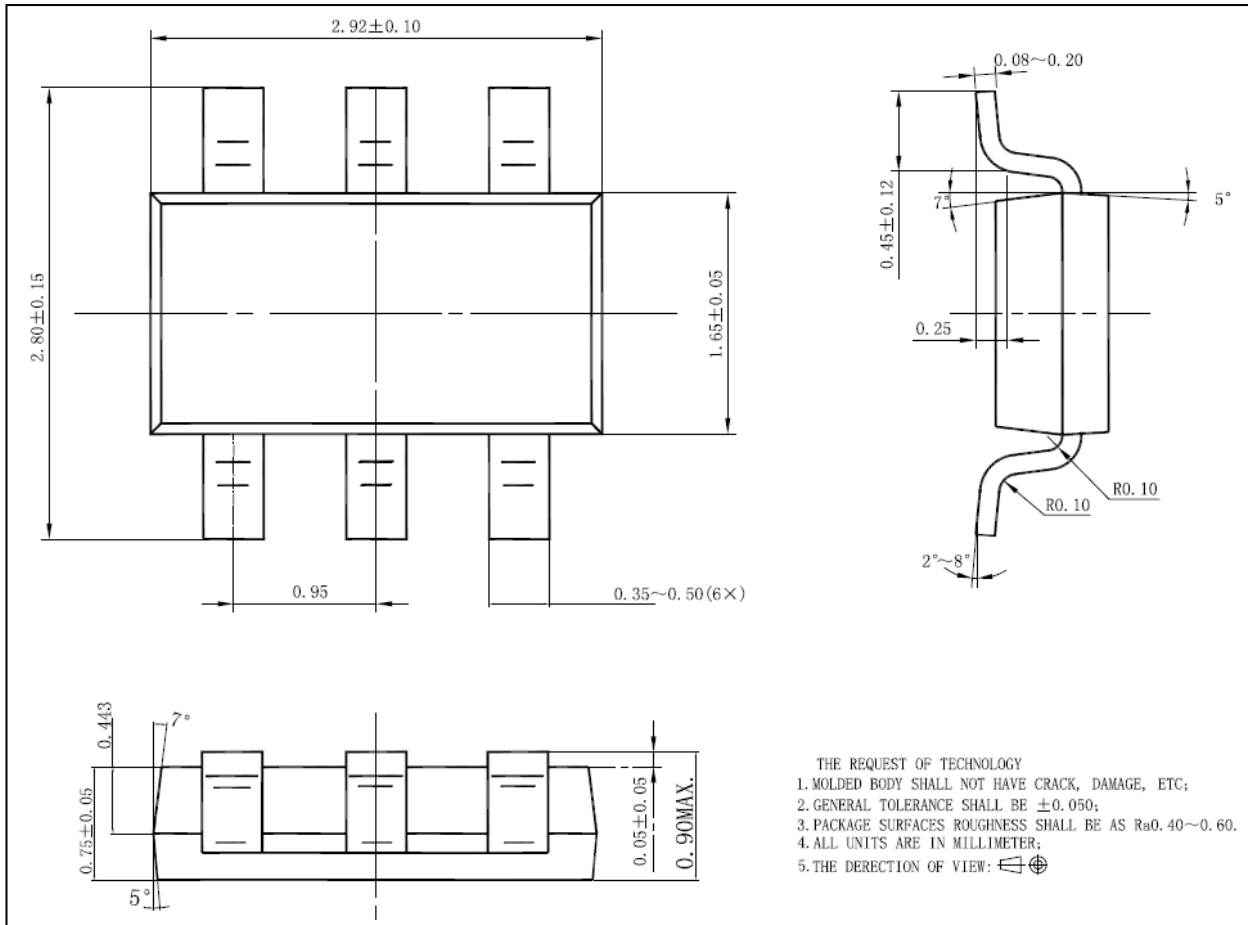 2.92±0.10
0.08～0.20
2.80±0.15
1.65±0.05
0.45±0.12
7°
5°
0.25
R0.10
R0.10
2°～8°
0.95
0.35～0.50(6×)
0.443
7°
0.75±0.05
5°
0.05±0.05
0.90MAX.
THE REQUEST OF TECHNOLOGY
1. MOLDED BODY SHALL NOT HAVE CRACK, DAMAGE, ETC;
2. GENERAL TOLERANCE SHALL BE ±0.050;
3. PACKAGE SURFACES ROUGHNESS SHALL BE AS Ra0.40～0.60.
4. ALL UNITS ARE IN MILLIMETER;
5. THE DERECTION OF VIEW: